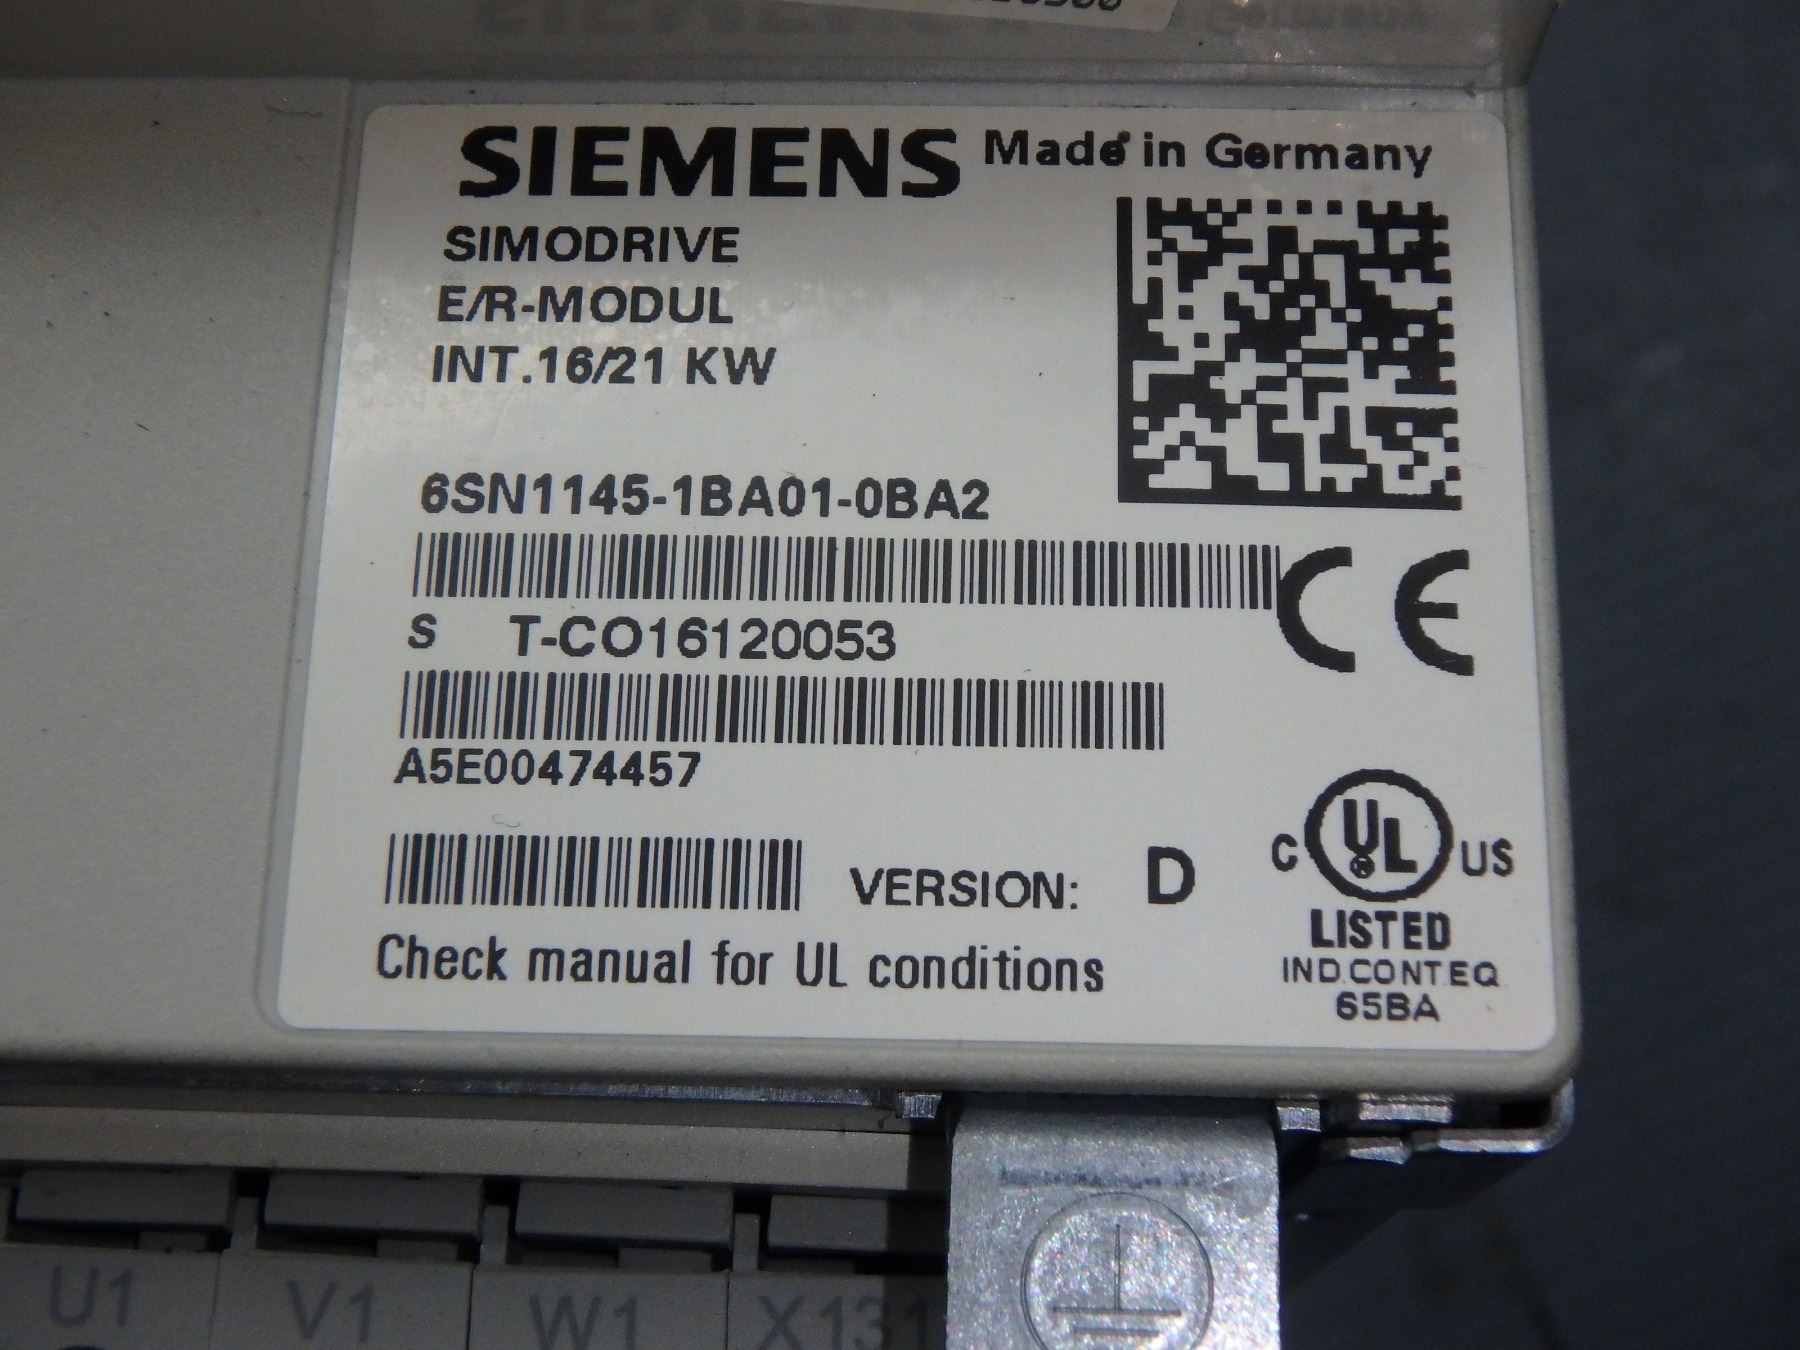 SIEMENS Made in Germany
SIMODRIVE
E/R-MODUL
INT.16/21 KW
6SN1145-1BA01-0BA2
S T-CO16120053
A5E00474457
VERSION: D
Check manual for UL conditions
CE
C UL US
LISTED
IND.CONT.EQ
65BA
U1 V1 W1 X131